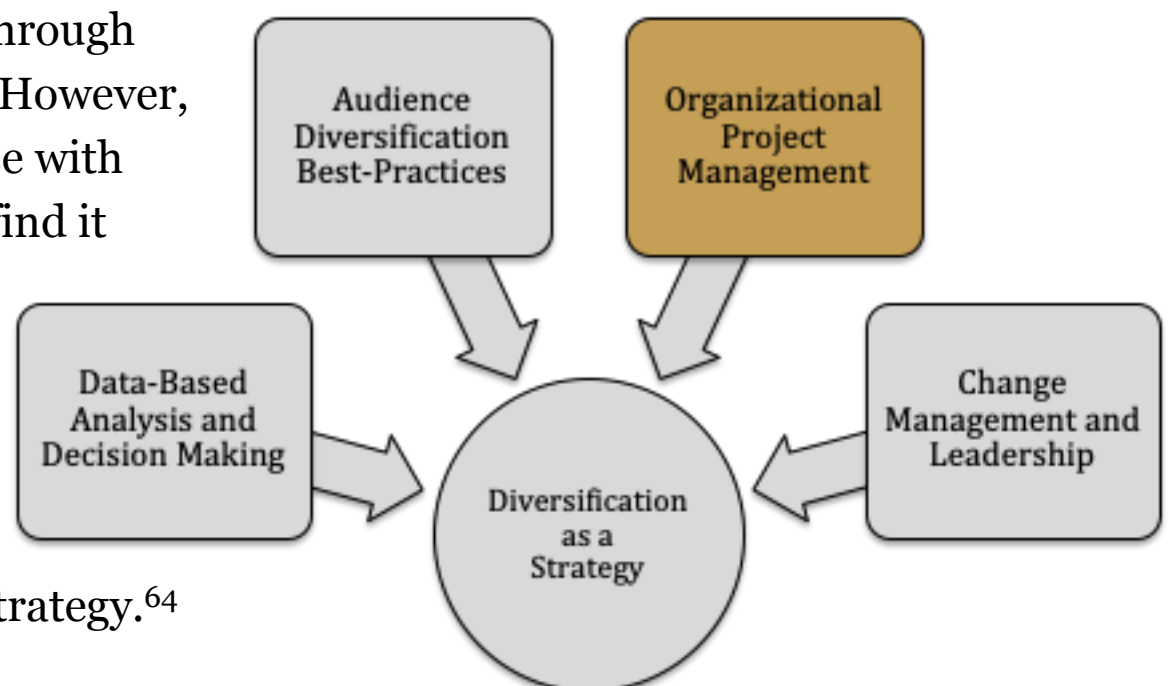 hrough
However,
e with
find it
trategy.⁶⁴
Audience
Diversification
Best-Practices
Organizational
Project
Management
Data-Based
Analysis and
Decision Making
Change
Management and
Leadership
Diversification
as a
Strategy